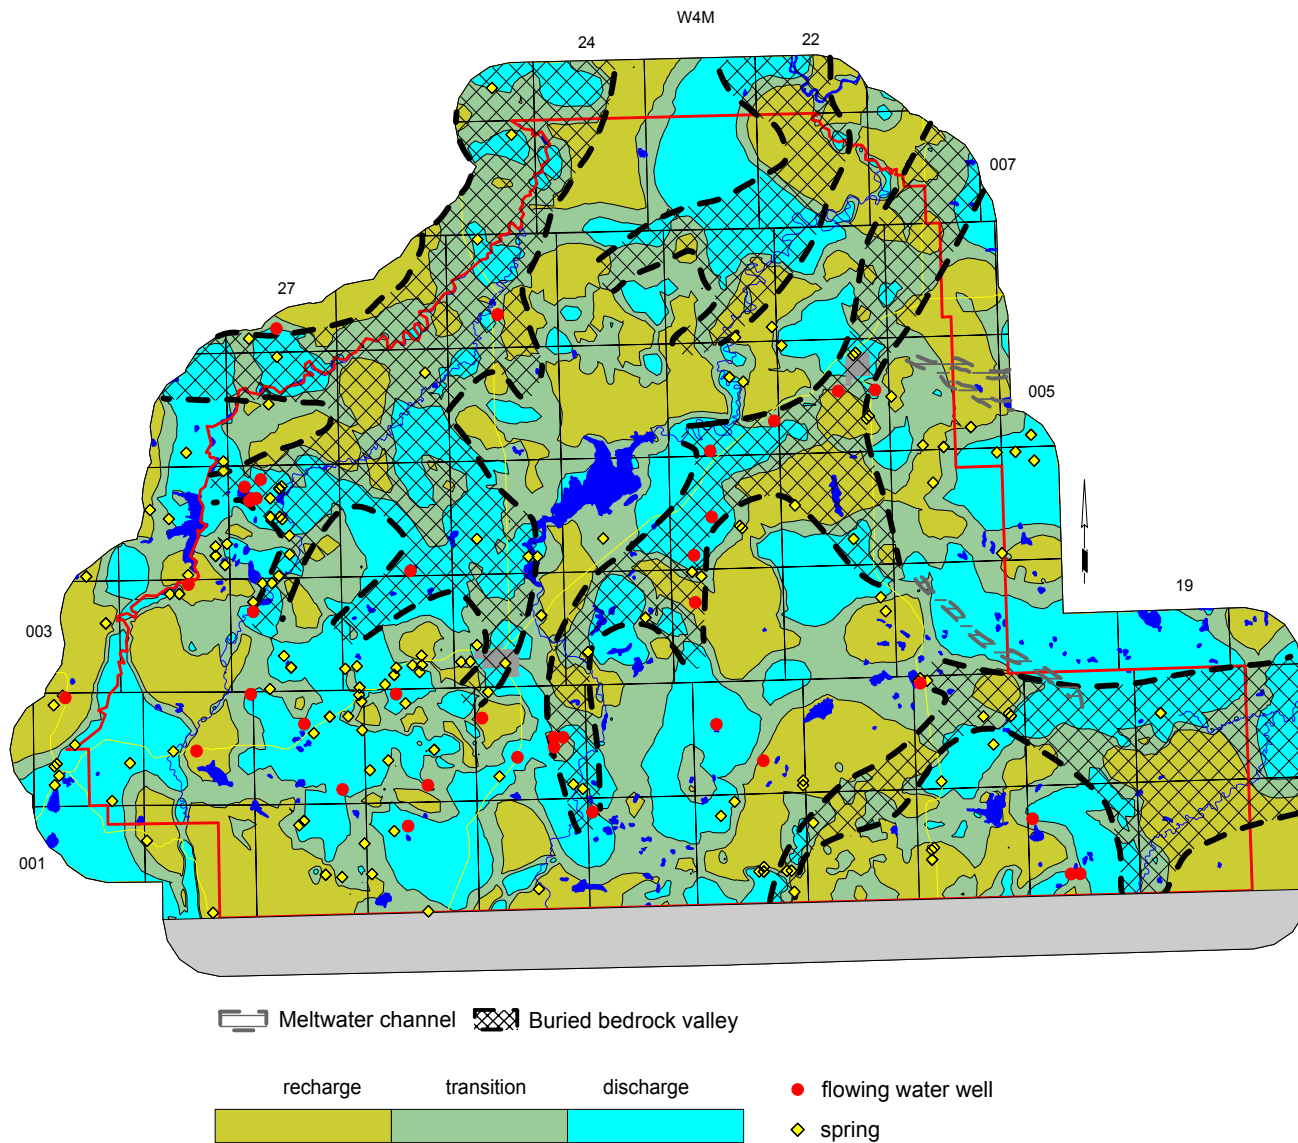 W4M
24
22
007
27
005
19
003
001
Meltwater channel
Buried bedrock valley
recharge
transition
discharge
flowing water well
spring